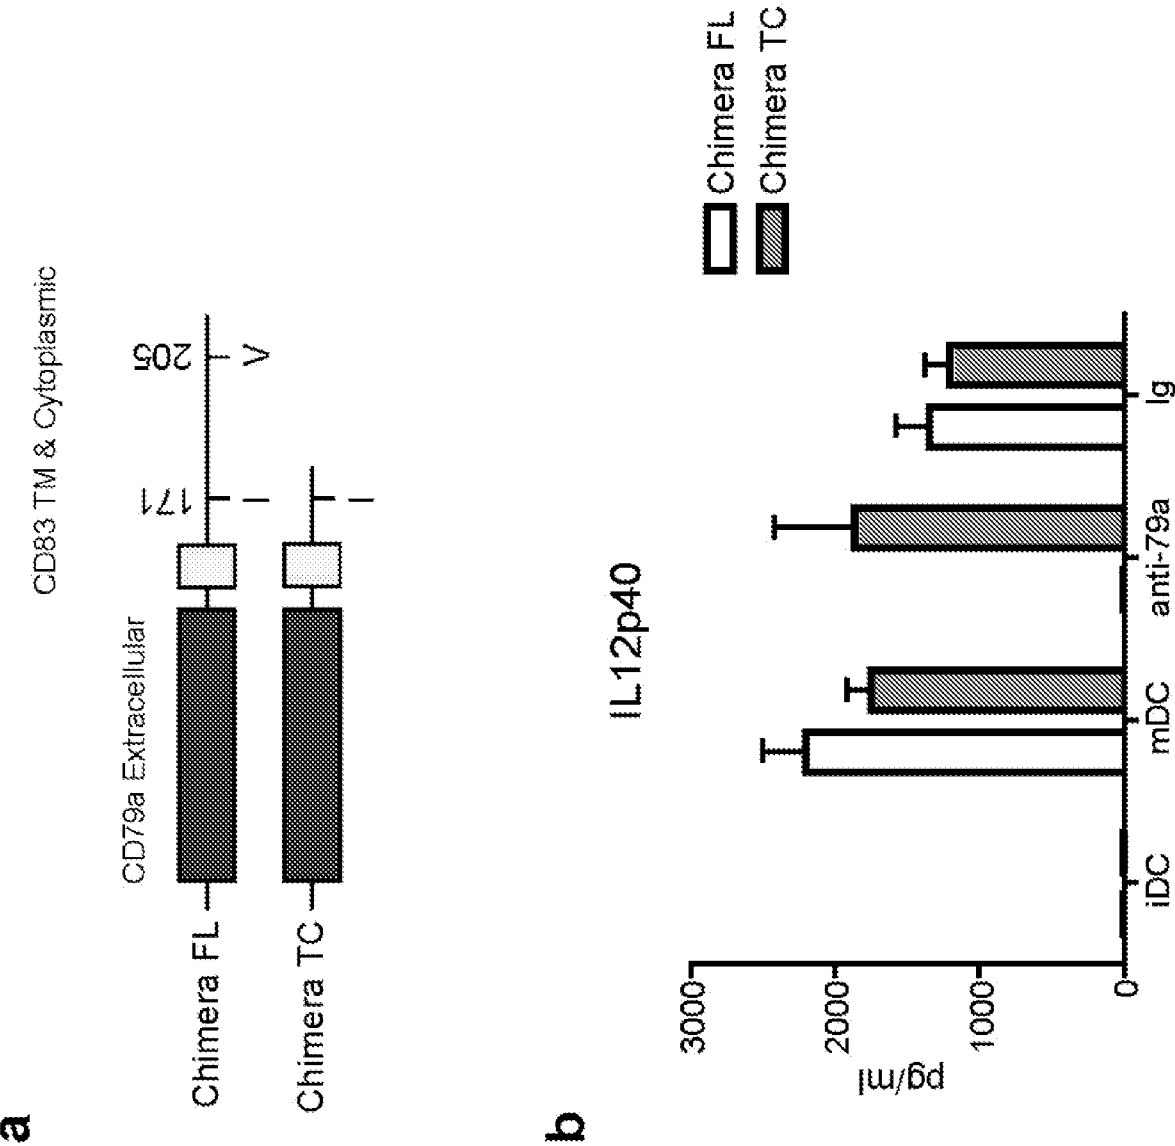 a
CD79a Extracellular
CD83 TM & Cytoplasmic
Chimera FL
171
205
I
V
Chimera TC
I
b
IL12p40
Chimera FL
Chimera TC
pg/ml
3000
2000
1000
0
iDC
mDC
anti-79a
Ig